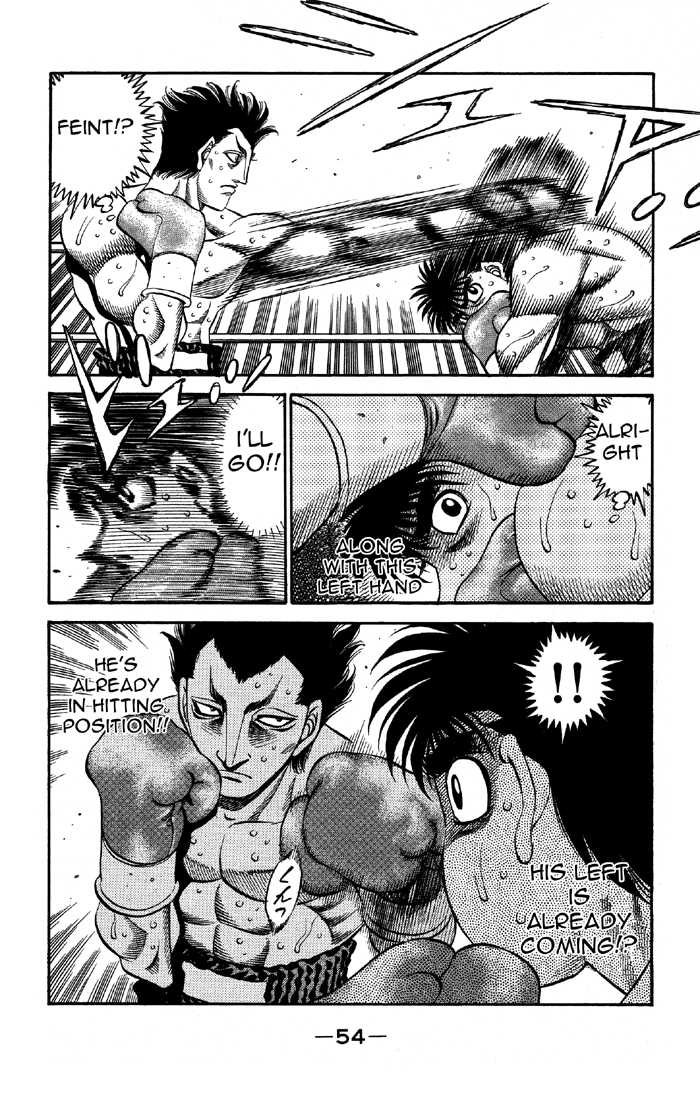 FEINT!?
ALRI-
GHT
ALONG
WITH THIS
LEFT HAND
I'LL
GO!!
!!
HE'S
ALREADY
IN HITTING
POSITION!!
HIS LEFT
IS
ALREADY
COMING!?
—54—